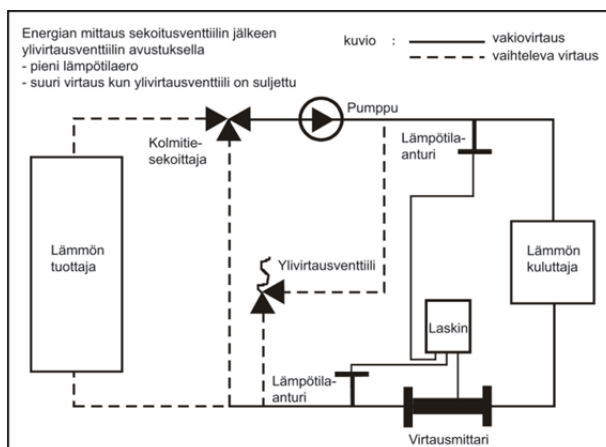 Energian mittaus sekoitusventtiilin jälkeen
ylivirtausventtiilin avustuksella
- pieni lämpötilaero
- suuri virtaus kun ylivirtausventtiili on suljettu
kuvio :
vakiovirtaus
vaihteleva virtaus
Pumppu
Kolmitie-
sekoittaja
Lämpötila-
anturi
Lämmön
tuottaja
Ylivirtausventtiili
Lämmön
kuluttaja
Laskin
Lämpötila-
anturi
Virtausmittari